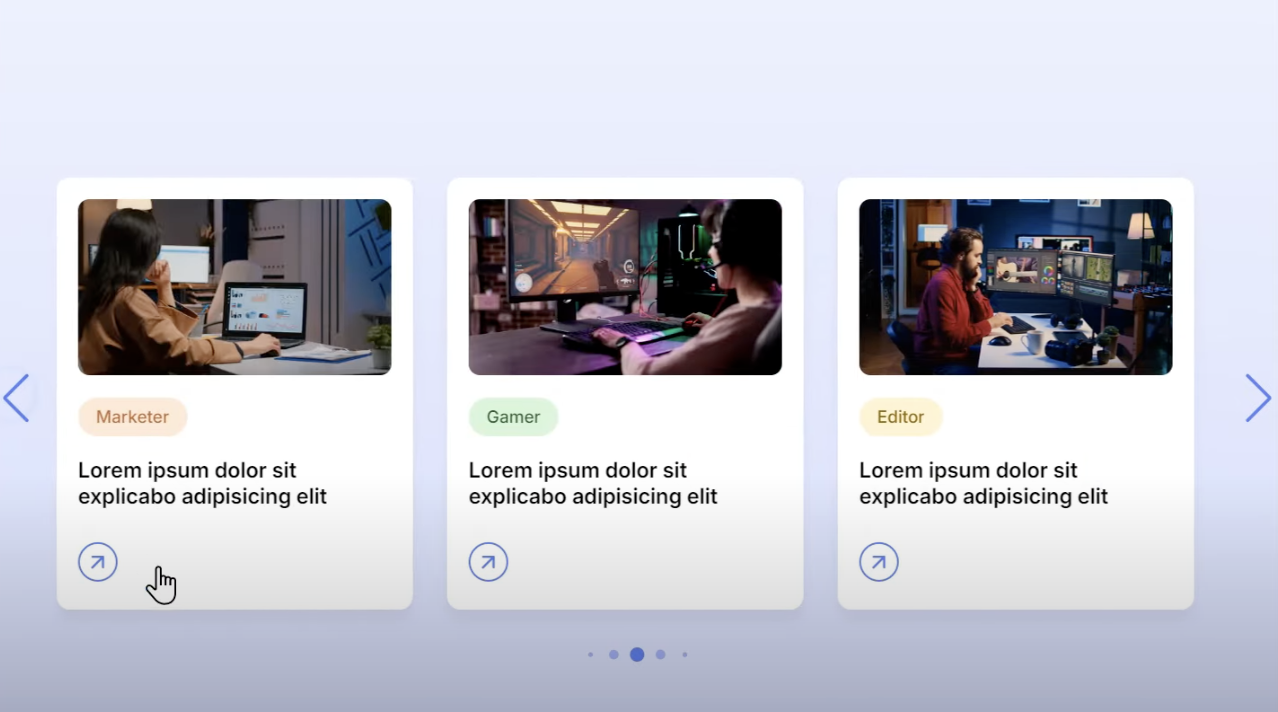 Marketer
Lorem ipsum dolor sit
explicabo adipisicing elit
Gamer
Lorem ipsum dolor sit
explicabo adipisicing elit
Editor
Lorem ipsum dolor sit
explicabo adipisicing elit